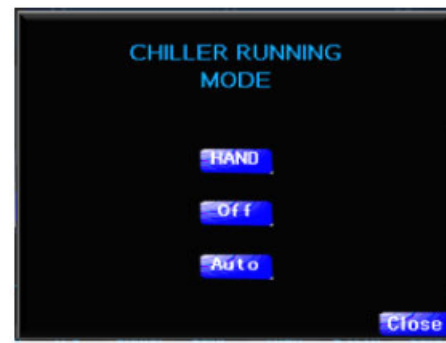 CHILLER RUNNING
MODE
HAND
Off
Auto
Close